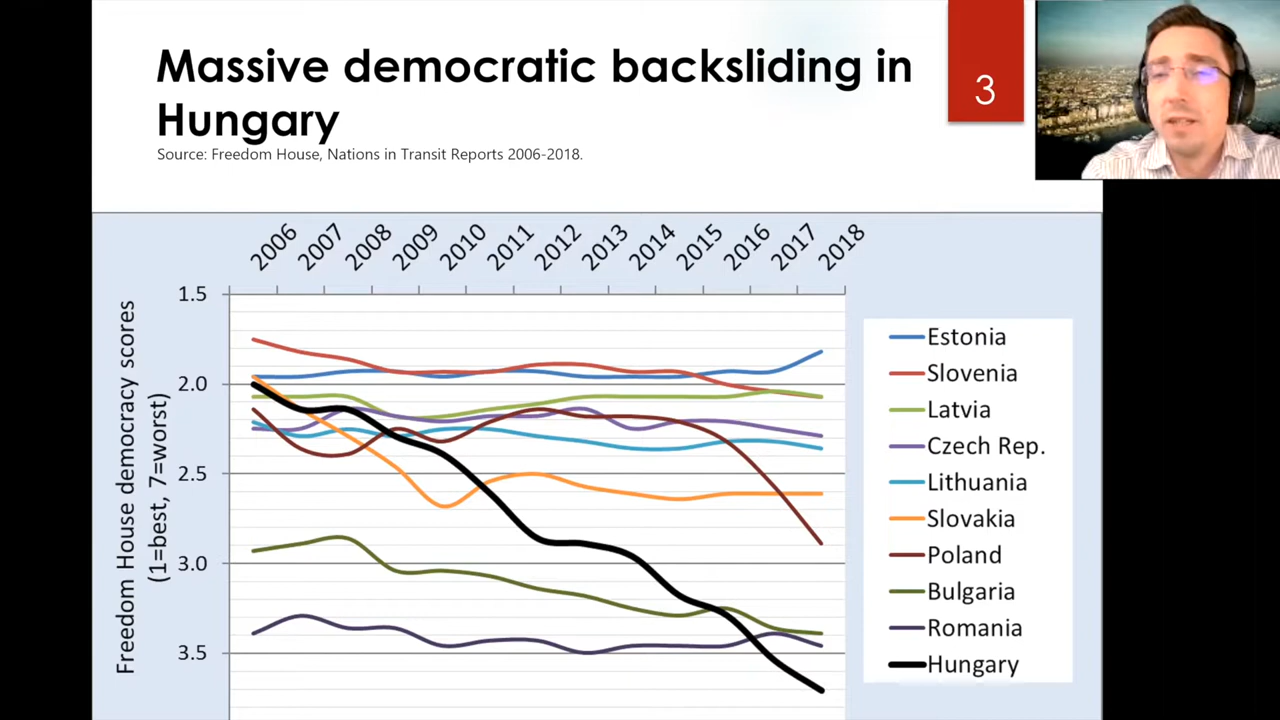 Massive democratic backsliding in
Hungary
3
Source: Freedom House, Nations in Transit Reports 2006-2018.
2006 2007 2008 2009 2010 2011 2012 2013 2014 2015 2016 2017 2018
Freedom House democracy scores
(1=best, 7=worst)
1.5
2.0
2.5
3.0
3.5
Estonia
Slovenia
Latvia
Czech Rep.
Lithuania
Slovakia
Poland
Bulgaria
Romania
Hungary